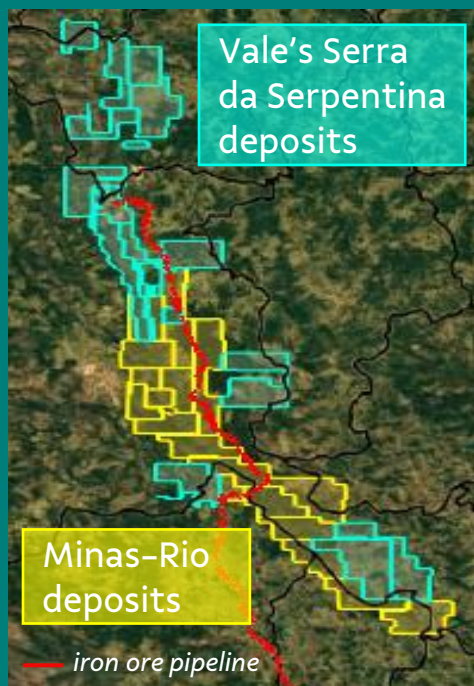 Vale’s Serra
da Serpentina
deposits
Minas-Rio
deposits
iron ore pipeline